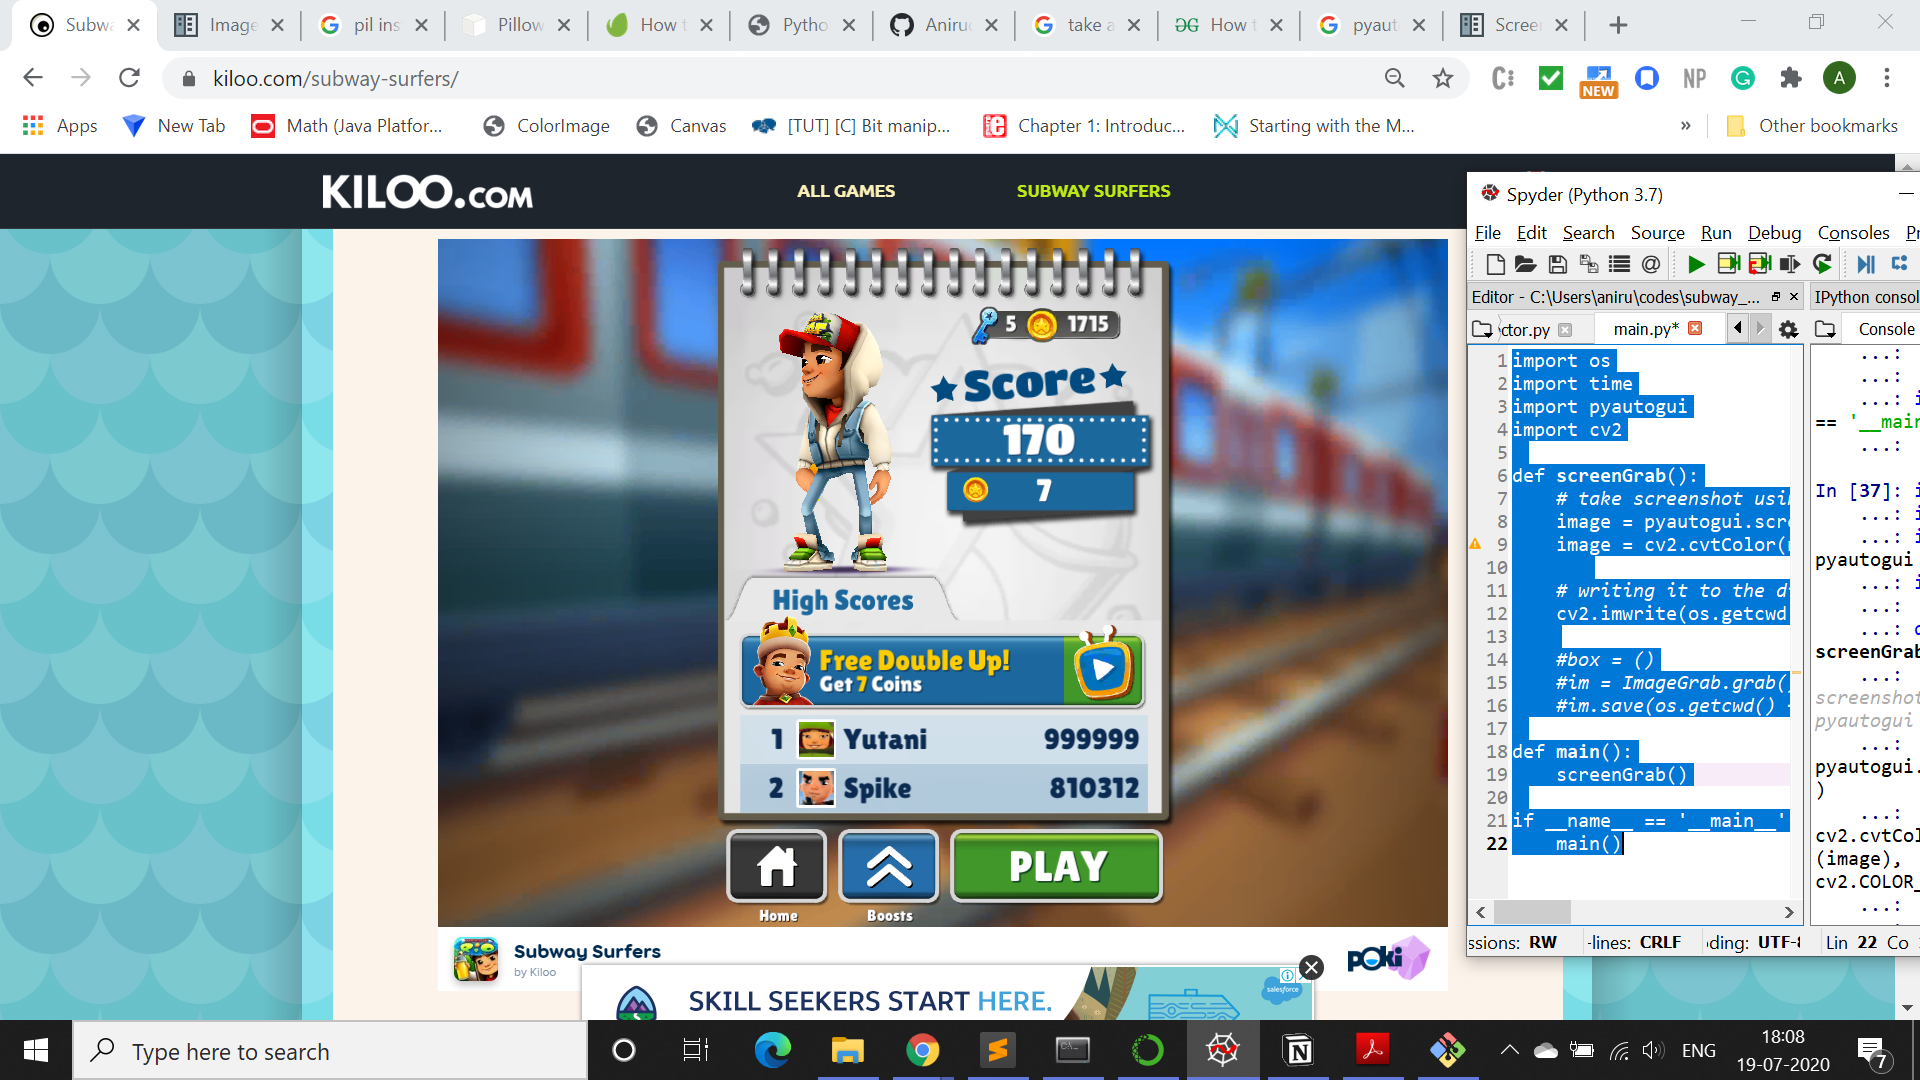 Subwa
Image
pil ins
Pillow
How t
Pytho
Aniru
take a
How t
pyaut
Scree
kiloo.com/subway-surfers/
NEW
NP
A
Apps
New Tab
Math (Java Platfor...
ColorImage
Canvas
[TUT] [C] Bit manip...
Chapter 1: Introduc...
Starting with the M...
»
Other bookmarks
KILOO.COM
ALL GAMES
SUBWAY SURFERS
5 1715
Score
170
7
High Scores
Free Double Up!
Get 7 Coins
1 Yutani 999999
2 Spike 810312
PLAY
Home
Boosts
Subway Surfers
by Kiloo
poki
SKILL SEEKERS START HERE.
salesforce
Spyder (Python 3.7)
File Edit Search Source Run Debug Consoles Pr
Editor - C:\Users\aniru\codes\subway_...
IPython consol
ctor.py
main.py*
Console
1 import os
2 import time
3 import pyautogui
4 import cv2
5
6 def screenGrab():
7 # take screenshot usi
8 image = pyautogui.scre
9 image = cv2.cvtColor(
10
11 # writing it to the d
12 cv2.imwrite(os.getcwd
13
14 #box = ()
15 #im = ImageGrab.grab(
16 #im.save(os.getcwd()
17
18 def main():
19 screenGrab()
20
21 if __name__ == '__main__'
22 main()
...:
...:
...: i
== '__main
...:
In [37]: i
...: i
...: i
pyautogui
...: i
...:
...: d
screenGrab
...:
screenshot
pyautogui
...:
pyautogui.
)
...:
cv2.cvtCol
(image),
cv2.COLOR_
...:
ssions: RW
-lines: CRLF
ding: UTF-8
Lin 22 Co
Type here to search
ENG
18:08
19-07-2020
7